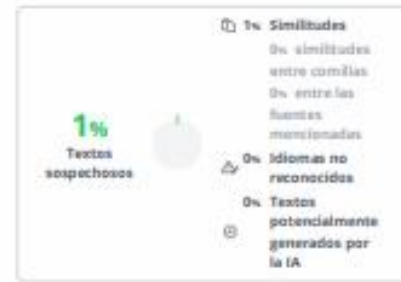 1%
Textos
sospechosos
1% Similitudes
0% similitudes
entre comillas
0% entre las
fuentes
mencionadas
0% Idiomas no
reconocidos
0% Textos
potencialmente
generados por
la IA